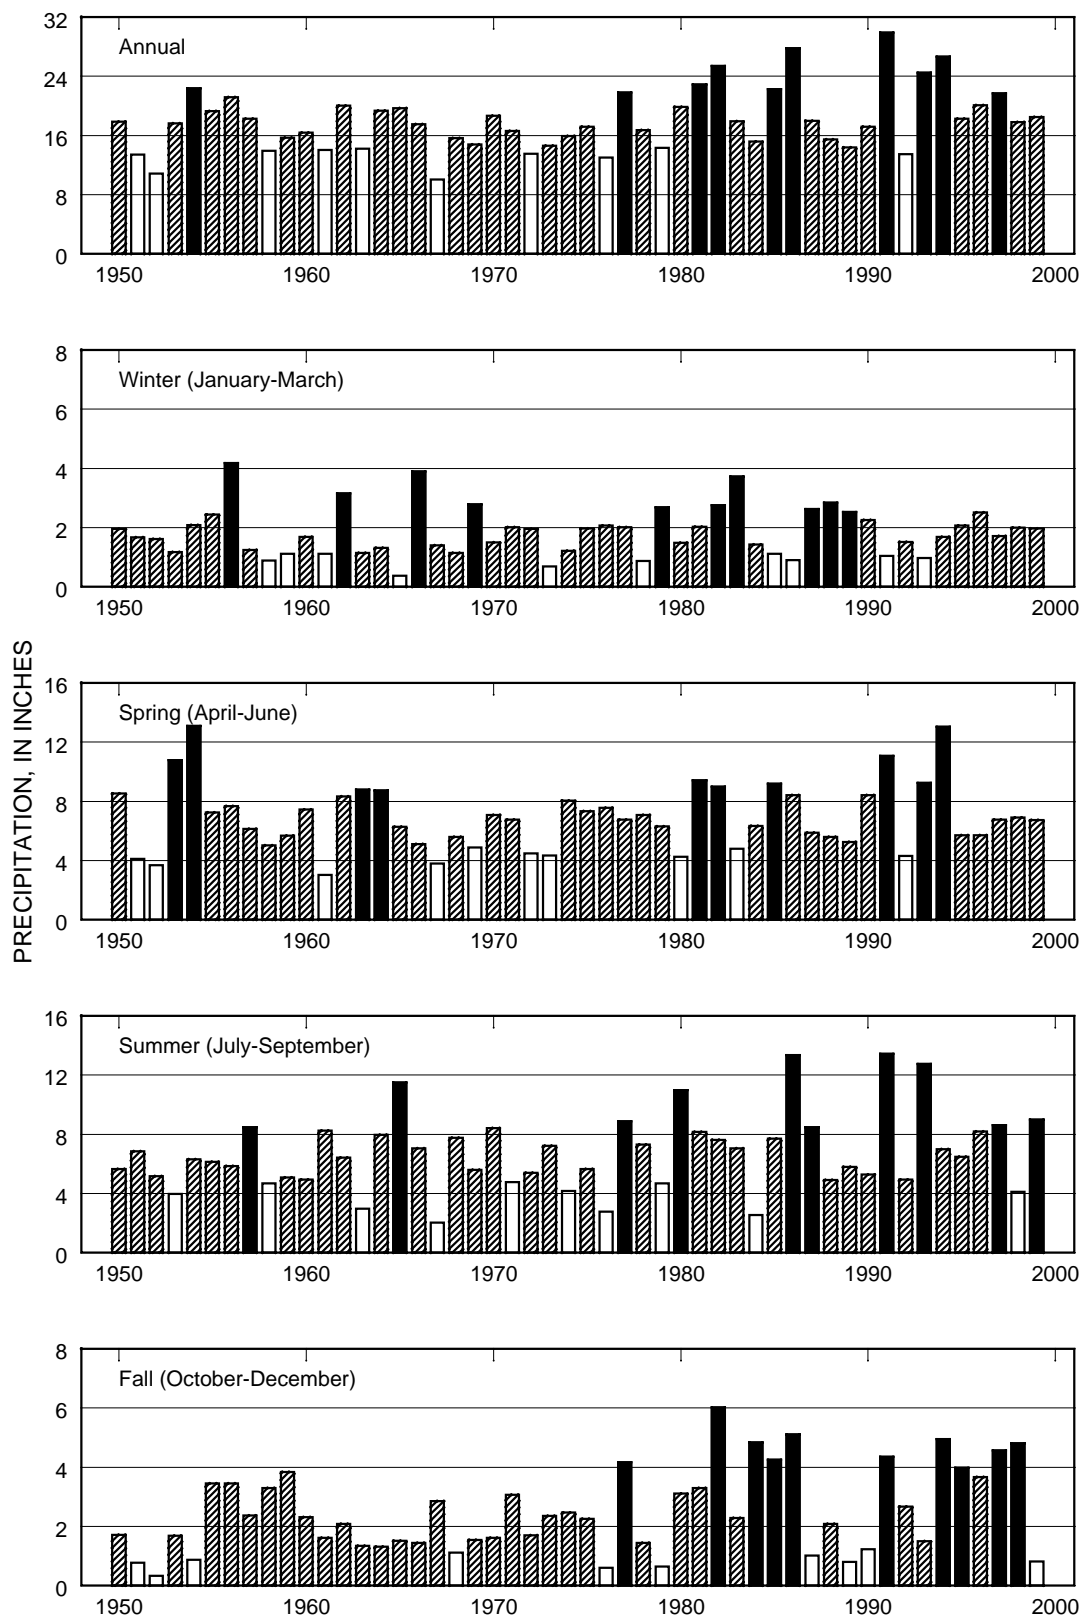 PRECIPITATION, IN INCHES
32
24
16
8
0
Annual
1950 1960 1970 1980 1990 2000
8
6
4
2
0
Winter (January-March)
1950 1960 1970 1980 1990 2000
16
12
8
4
0
Spring (April-June)
1950 1960 1970 1980 1990 2000
16
12
8
4
0
Summer (July-September)
1950 1960 1970 1980 1990 2000
8
6
4
2
0
Fall (October-December)
1950 1960 1970 1980 1990 2000